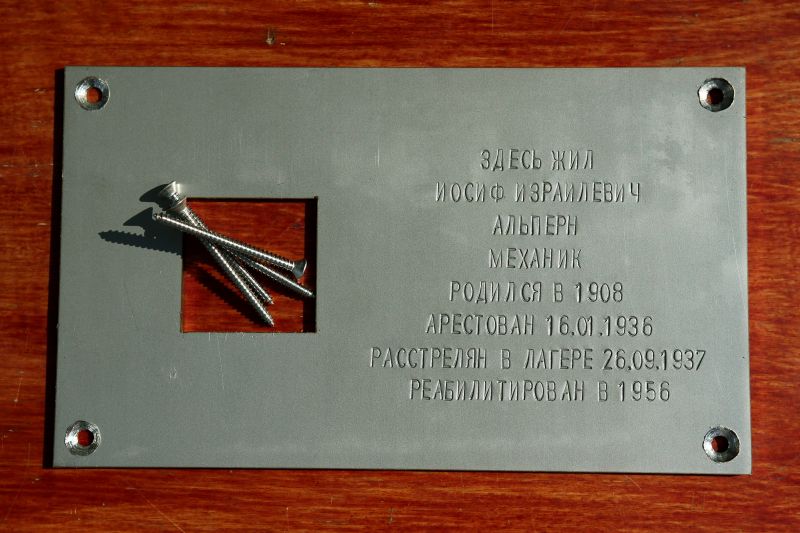 ЗДЕСЬ ЖИЛ
ИОСИФ ИЗРАИЛЕВИЧ
АЛЬПЕРН
МЕХАНИК
РОДИЛСЯ В 1908
АРЕСТОВАН 16.01.1936
РАССТРЕЛЯН В ЛАГЕРЕ 26.09.1937
РЕАБИЛИТИРОВАН В 1956